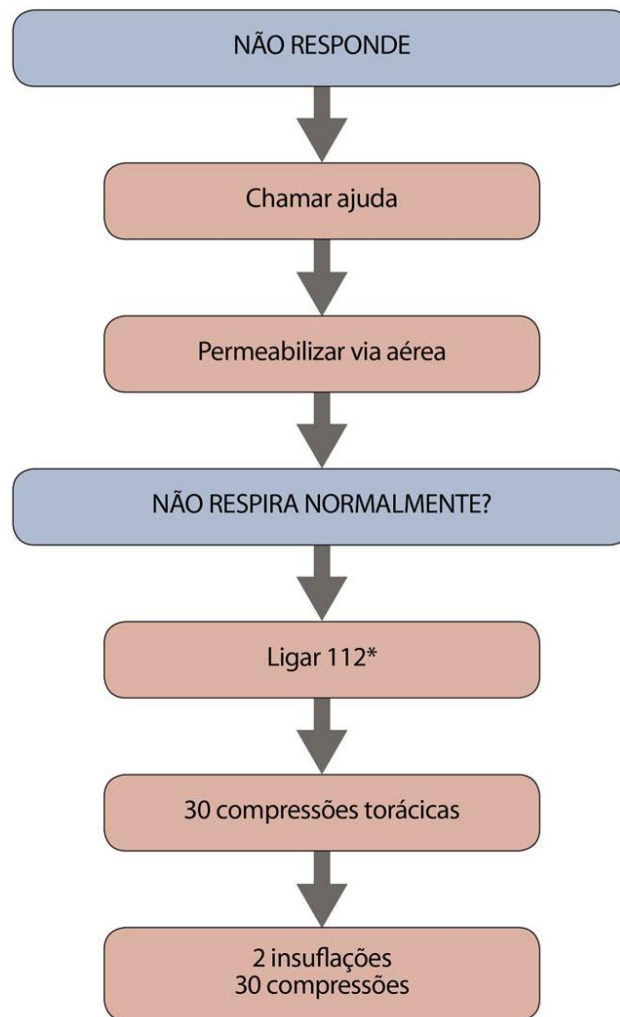 NÃO RESPONDE
Chamar ajuda
Permeabilizar via aérea
NÃO RESPIRA NORMALMENTE?
Ligar 112*
30 compressões torácicas
2 insuflações
30 compressões